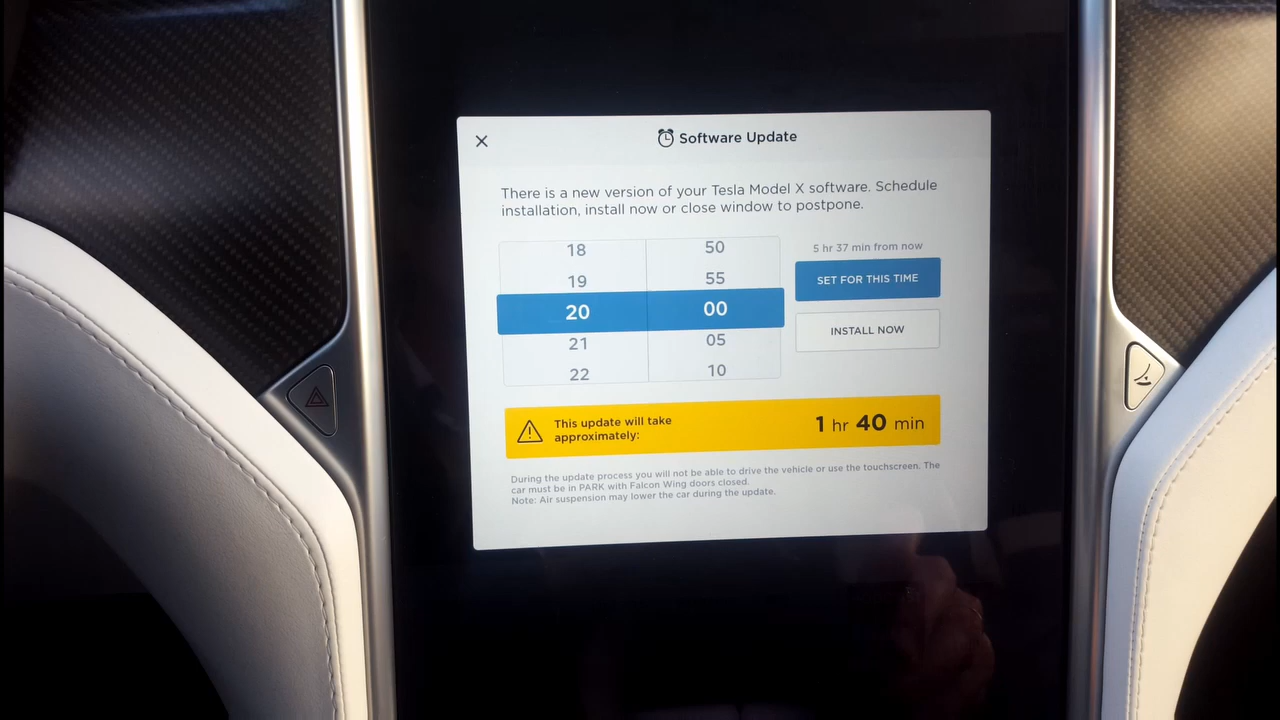 Software Update
There is a new version of your Tesla Model X software. Schedule
installation, install now or close window to postpone.
18 50
19 55
20 00
21 05
22 10
5 hr 37 min from now
SET FOR THIS TIME
INSTALL NOW
This update will take
approximately:
1 hr 40 min
During the update process you will not be able to drive the vehicle or use the touchscreen. The
car must be in PARK with Falcon Wing doors closed.
Note: Air suspension may lower the car during the update.